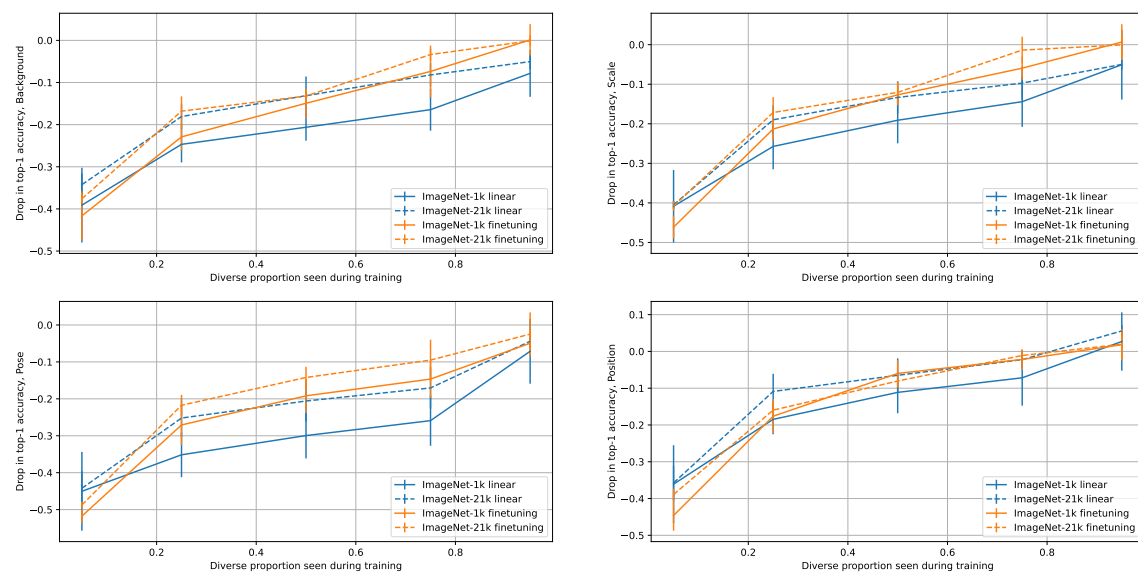 Drop in top-1 accuracy, Background
0.0
−0.1
−0.2
−0.3
−0.4
−0.5
0.2
0.4
0.6
0.8
Diverse proportion seen during training
ImageNet-1k linear
ImageNet-21k linear
ImageNet-1k finetuning
ImageNet-21k finetuning
Drop in top-1 accuracy, Scale
0.0
−0.1
−0.2
−0.3
−0.4
−0.5
0.2
0.4
0.6
0.8
Diverse proportion seen during training
ImageNet-1k linear
ImageNet-21k linear
ImageNet-1k finetuning
ImageNet-21k finetuning
Drop in top-1 accuracy, Pose
0.0
−0.1
−0.2
−0.3
−0.4
−0.5
0.2
0.4
0.6
0.8
Diverse proportion seen during training
ImageNet-1k linear
ImageNet-21k linear
ImageNet-1k finetuning
ImageNet-21k finetuning
Drop in top-1 accuracy, Position
0.1
0.0
−0.1
−0.2
−0.3
−0.4
−0.5
0.2
0.4
0.6
0.8
Diverse proportion seen during training
ImageNet-1k linear
ImageNet-21k linear
ImageNet-1k finetuning
ImageNet-21k finetuning